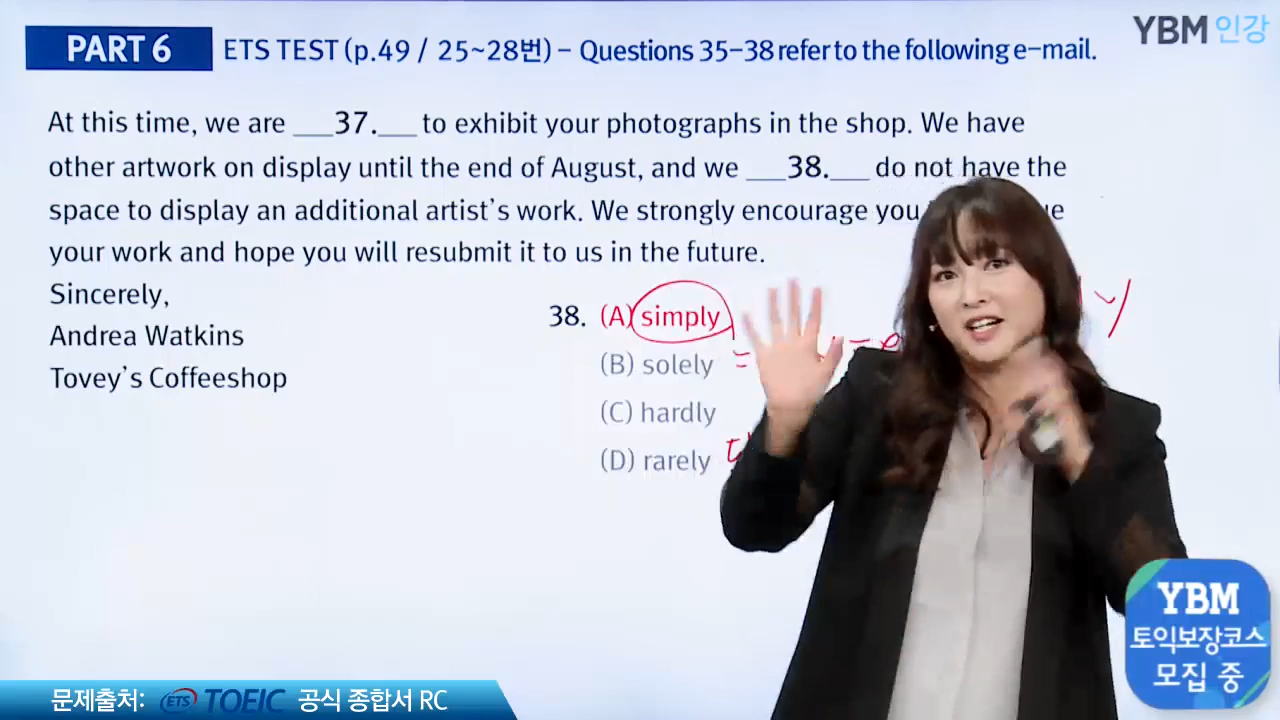 PART 6
ETS TEST (p.49 / 25~28번) – Questions 35–38 refer to the following e–mail.
YBM 인강
At this time, we are ___37.___ to exhibit your photographs in the shop. We have
other artwork on display until the end of August, and we ___38.___ do not have the
space to display an additional artist's work. We strongly encourage you
your work and hope you will resubmit it to us in the future.
Sincerely,
Andrea Watkins
Tovey's Coffeeshop
38. (A) simply
(B) solely
(C) hardly
(D) rarely
YBM
토익보장코스
모집 중
문제출처: ETS TOEIC 공식 종합서 RC